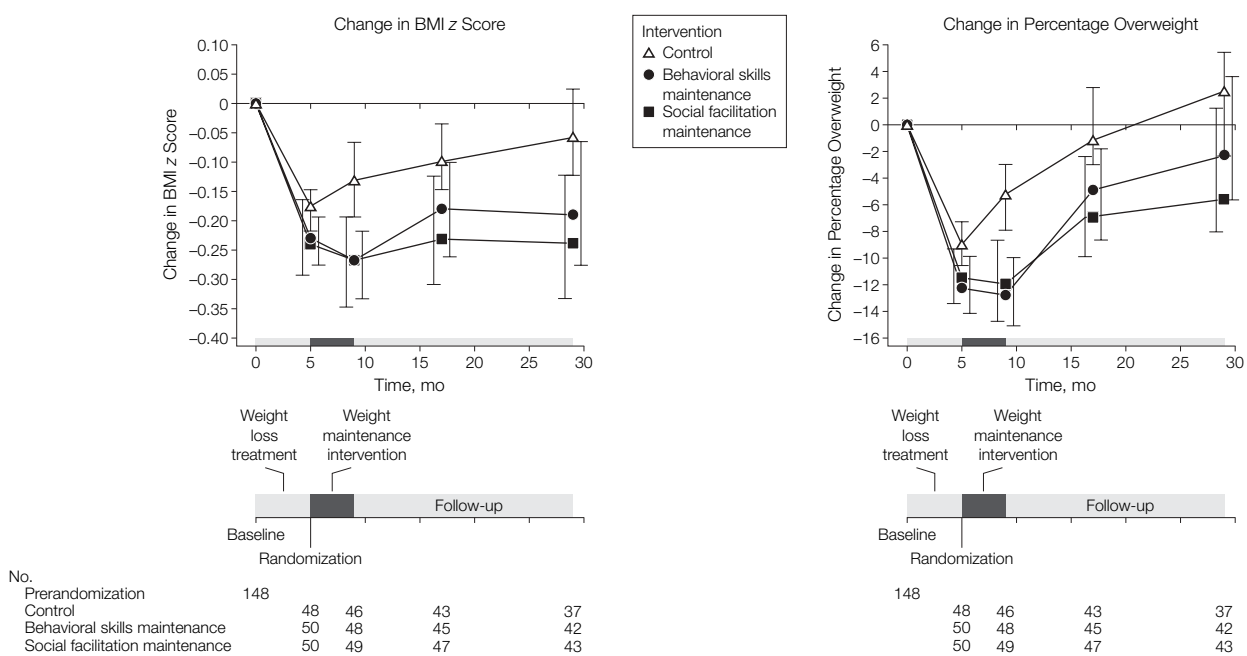 Change in BMI z Score
0.10
0.05
0
–0.05
–0.10
–0.15
–0.20
–0.25
–0.30
–0.35
–0.40
Change in BMI z Score
0 5 10 15 20 25 30
Time, mo
Intervention
Control
Behavioral skills
maintenance
Social facilitation
maintenance
Change in Percentage Overweight
6
4
2
0
–2
–4
–6
–8
–10
–12
–14
–16
Change in Percentage Overweight
0 5 10 15 20 25 30
Time, mo
Weight
loss
treatment
Weight
maintenance
intervention
Follow-up
Baseline
Randomization
Weight
loss
treatment
Weight
maintenance
intervention
Follow-up
Baseline
Randomization
No.
Prerandomization 148 148
Control 48 46 43 37 48 46 43 37
Behavioral skills maintenance 50 48 45 42 50 48 45 42
Social facilitation maintenance 50 49 47 43 50 49 47 43